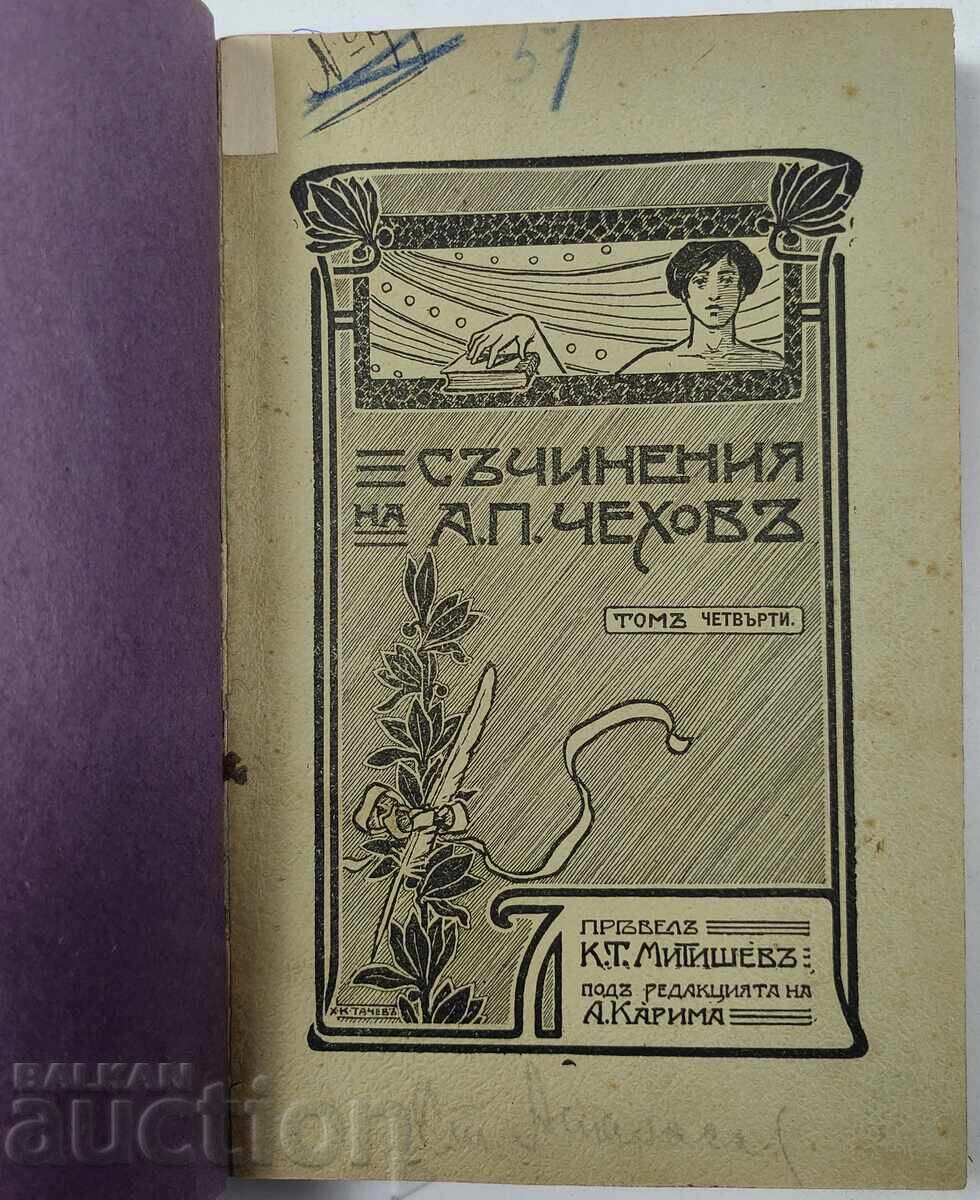 51
СЪЧИНЕНИЯ
НА А.П. ЧЕХОВЪ
ТОМЪ ЧЕТВЪРТИ.
ПРѢВЕЛЪ
К.Т. МИТИШЕВЪ
ПОДЪ РЕДАКЦИЯТА НА
А. КАРИМА
Х.К. ТАЧЕВЪ
BALKAN
auction